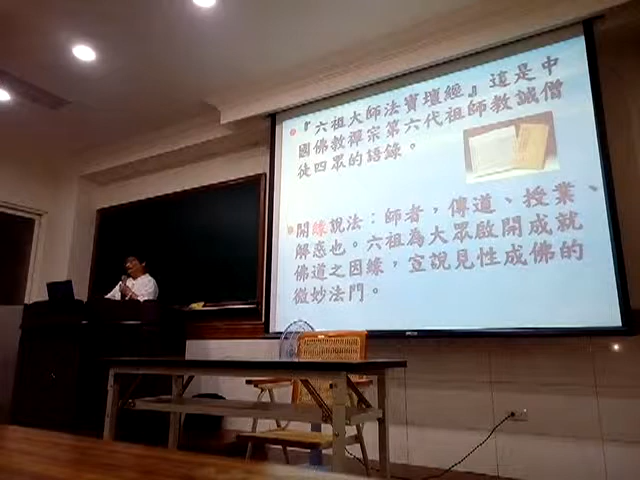 『六祖大師法寶壇經』這是中
國佛教禪宗第六代祖師教誡僧
徒四眾的語錄。
開緣說法：師者，傳道、授業、
解惑也。六祖為大眾啟開成就
佛道之因緣，宣說見性成佛的
微妙法門。